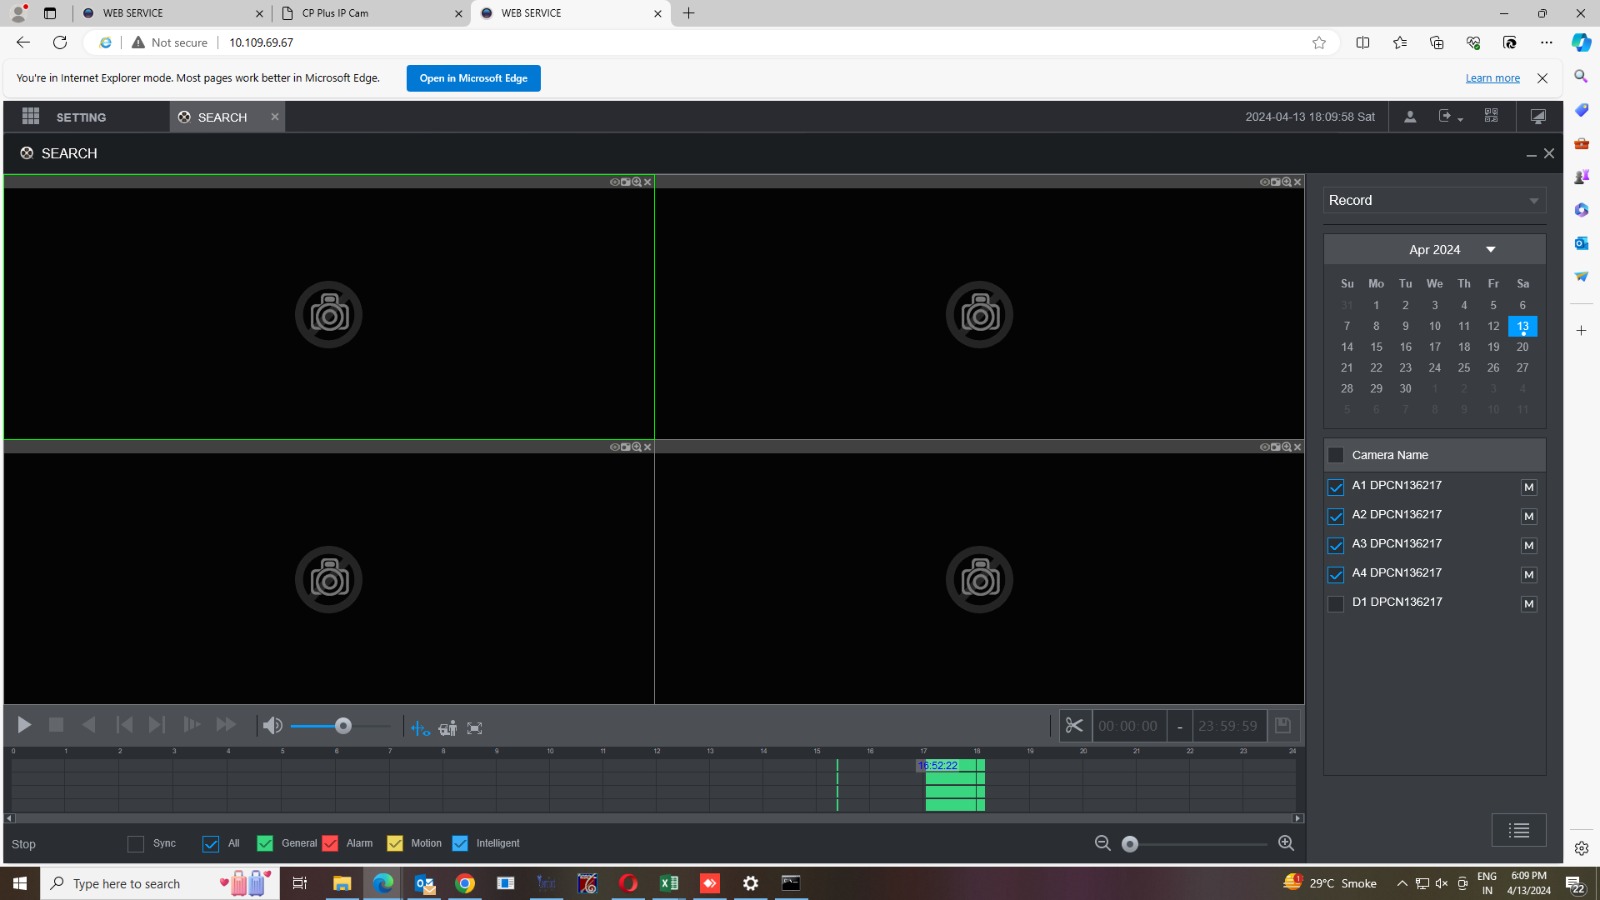 WEB SERVICE
CP Plus IP Cam
WEB SERVICE
Not secure
10.109.69.67
You're in Internet Explorer mode. Most pages work better in Microsoft Edge.
Open in Microsoft Edge
Learn more
SETTING
SEARCH
2024-04-13 18:09:58 Sat
SEARCH
Record
Apr 2024
Su Mo Tu We Th Fr Sa
31 1 2 3 4 5 6
7 8 9 10 11 12 13
14 15 16 17 18 19 20
21 22 23 24 25 26 27
28 29 30 1 2 3 4
5 6 7 8 9 10 11
Camera Name
A1 DPCN136217 M
A2 DPCN136217 M
A3 DPCN136217 M
A4 DPCN136217 M
D1 DPCN136217 M
00:00:00 - 23:59:59
0 1 2 3 4 5 6 7 8 9 10 11 12 13 14 15 16 17 18 19 20 21 22 23 24
16:52:22
Stop
Sync
All
General
Alarm
Motion
Intelligent
Type here to search
29°C Smoke
ENG
IN
6:09 PM
4/13/2024
22